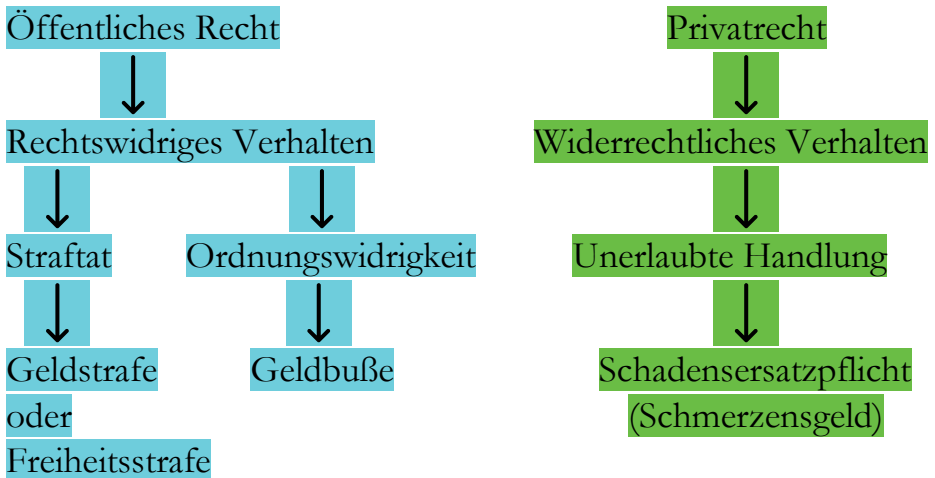 Öffentliches Recht
Privatrecht
Rechtswidriges Verhalten
Widerrechtliches Verhalten
Straftat
Ordnungswidrigkeit
Unerlaubte Handlung
Geldstrafe
oder
Freiheitsstrafe
Geldbuße
Schadensersatzpflicht
(Schmerzensgeld)